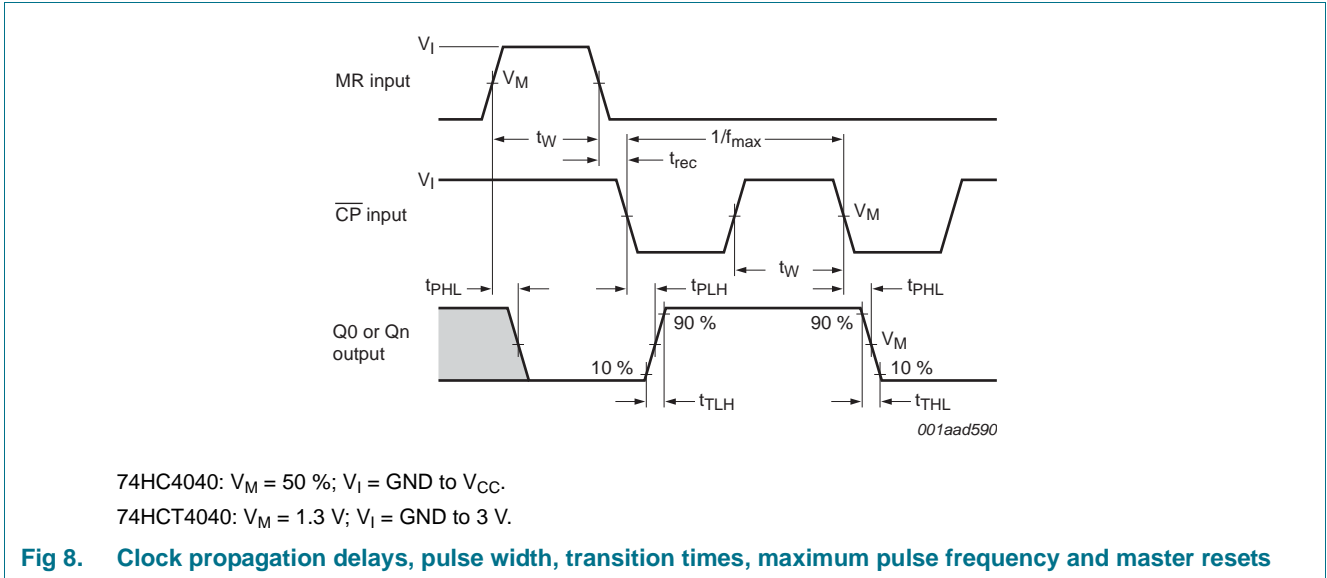 VI
MR input
VM
tW
1/fmax
trec
VI
CP input
VM
tW
tPHL
tPLH
tPHL
Q0 or Qn
output
90 %
90 %
VM
10 %
10 %
tTLH
tTHL
001aad590
74HC4040: VM = 50 %; VI = GND to VCC.
74HCT4040: VM = 1.3 V; VI = GND to 3 V.
Fig 8. Clock propagation delays, pulse width, transition times, maximum pulse frequency and master resets